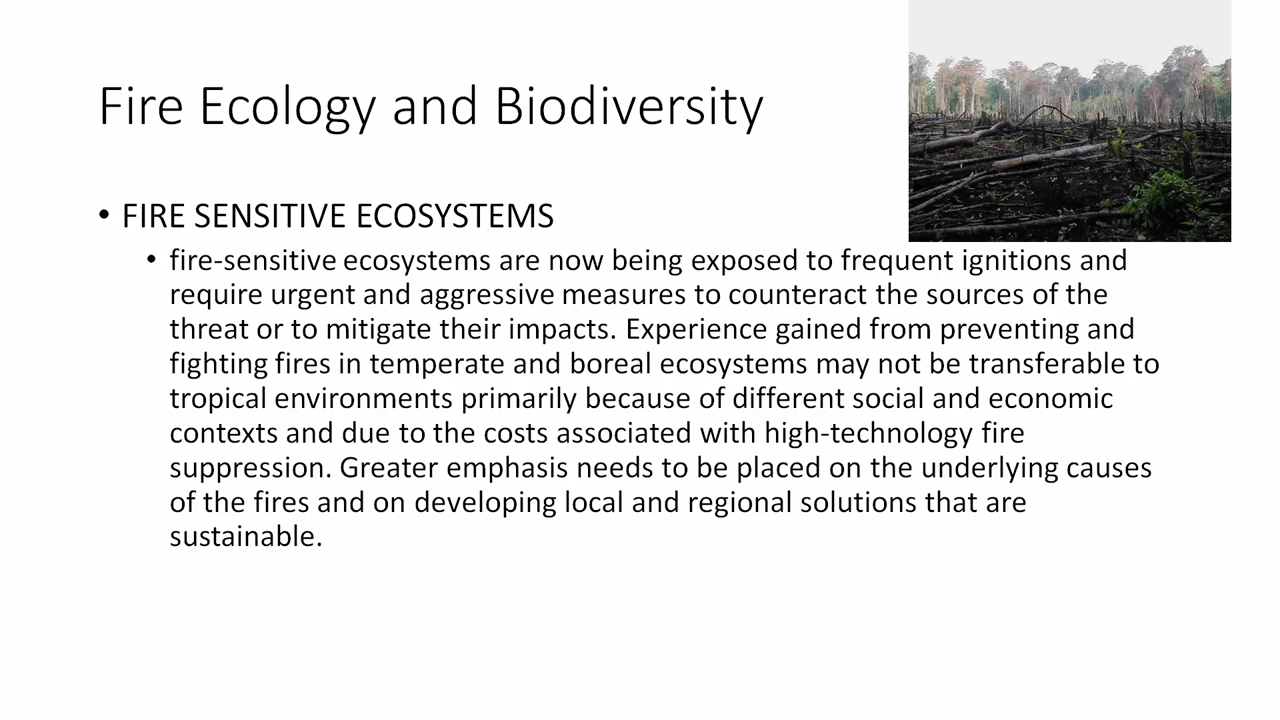 Fire Ecology and Biodiversity
• FIRE SENSITIVE ECOSYSTEMS
• fire-sensitive ecosystems are now being exposed to frequent ignitions and
require urgent and aggressive measures to counteract the sources of the
threat or to mitigate their impacts. Experience gained from preventing and
fighting fires in temperate and boreal ecosystems may not be transferable to
tropical environments primarily because of different social and economic
contexts and due to the costs associated with high-technology fire
suppression. Greater emphasis needs to be placed on the underlying causes
of the fires and on developing local and regional solutions that are
sustainable.